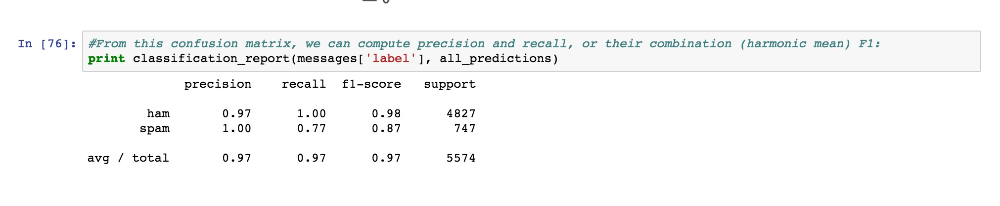 In [76]: #From this confusion matrix, we can compute precision and recall, or their combination (harmonic mean) F1:
print classification_report(messages['label'], all_predictions)
precision recall f1-score support
ham 0.97 1.00 0.98 4827
spam 1.00 0.77 0.87 747
avg / total 0.97 0.97 0.97 5574